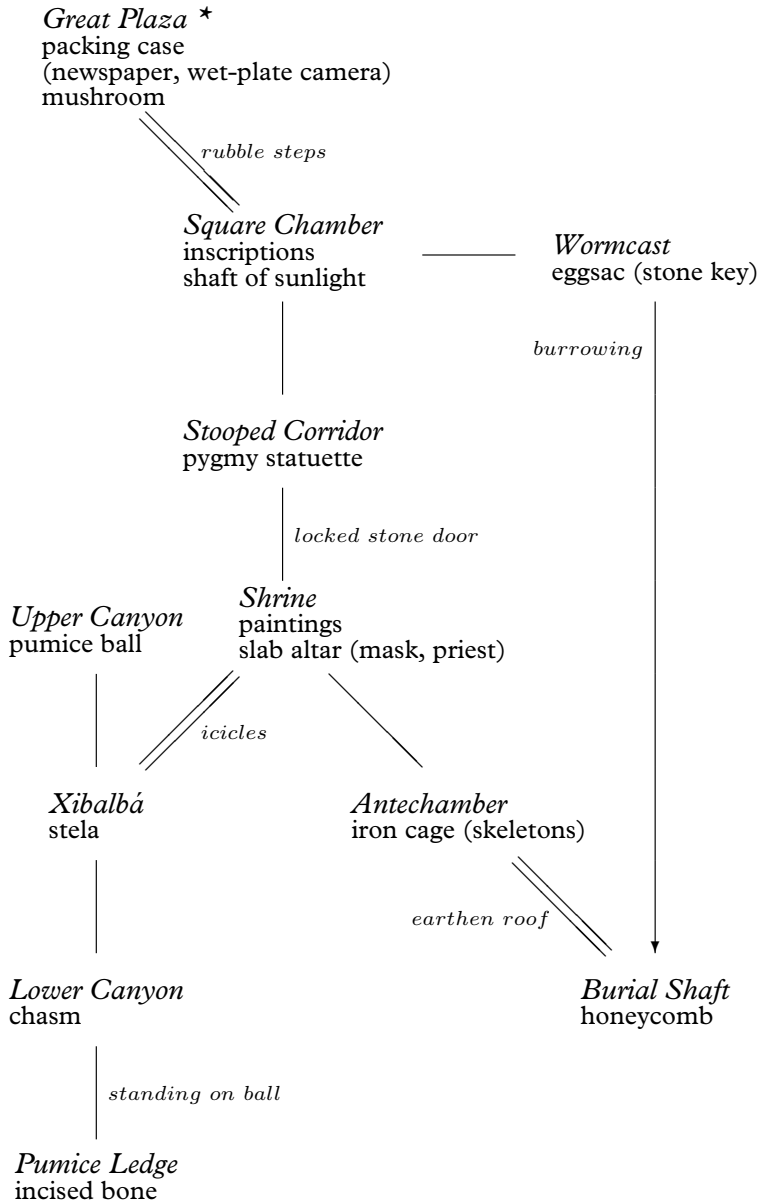 Great Plaza ★
packing case
(newspaper, wet-plate camera)
mushroom
rubble steps
Square Chamber
inscriptions
shaft of sunlight
Wormcast
eggsac (stone key)
burrowing
Stooped Corridor
pygmy statuette
locked stone door
Upper Canyon
pumice ball
Shrine
paintings
slab altar (mask, priest)
icicles
Xibalbá
stela
Antechamber
iron cage (skeletons)
earthen roof
Lower Canyon
chasm
Burial Shaft
honeycomb
standing on ball
Pumice Ledge
incised bone